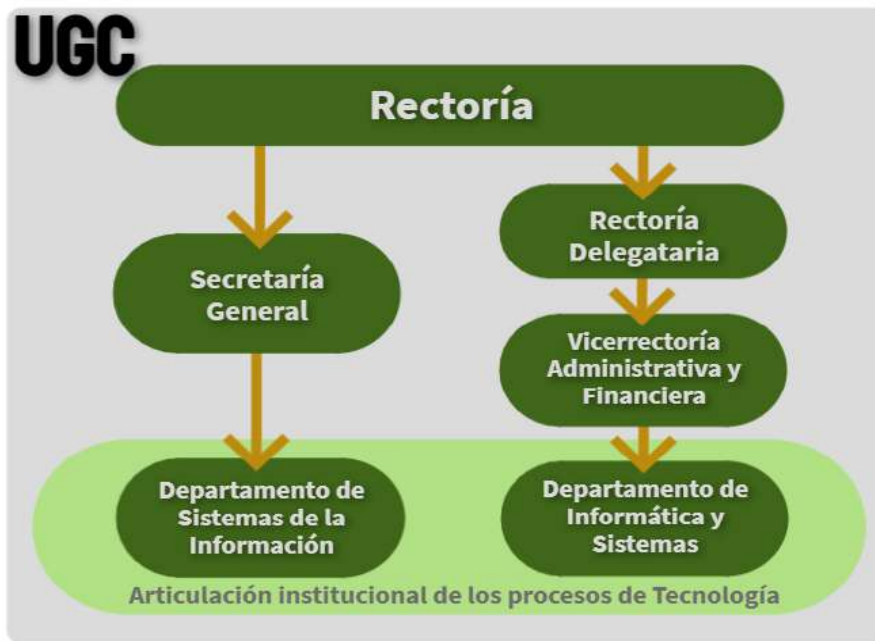 UGC
Rectoría
Secretaría
General
Rectoría
Delegataria
Vicerrectoría
Administrativa y
Financiera
Departamento de
Sistemas de la
Información
Departamento de
Informática y
Sistemas
Articulación institucional de los procesos de Tecnología